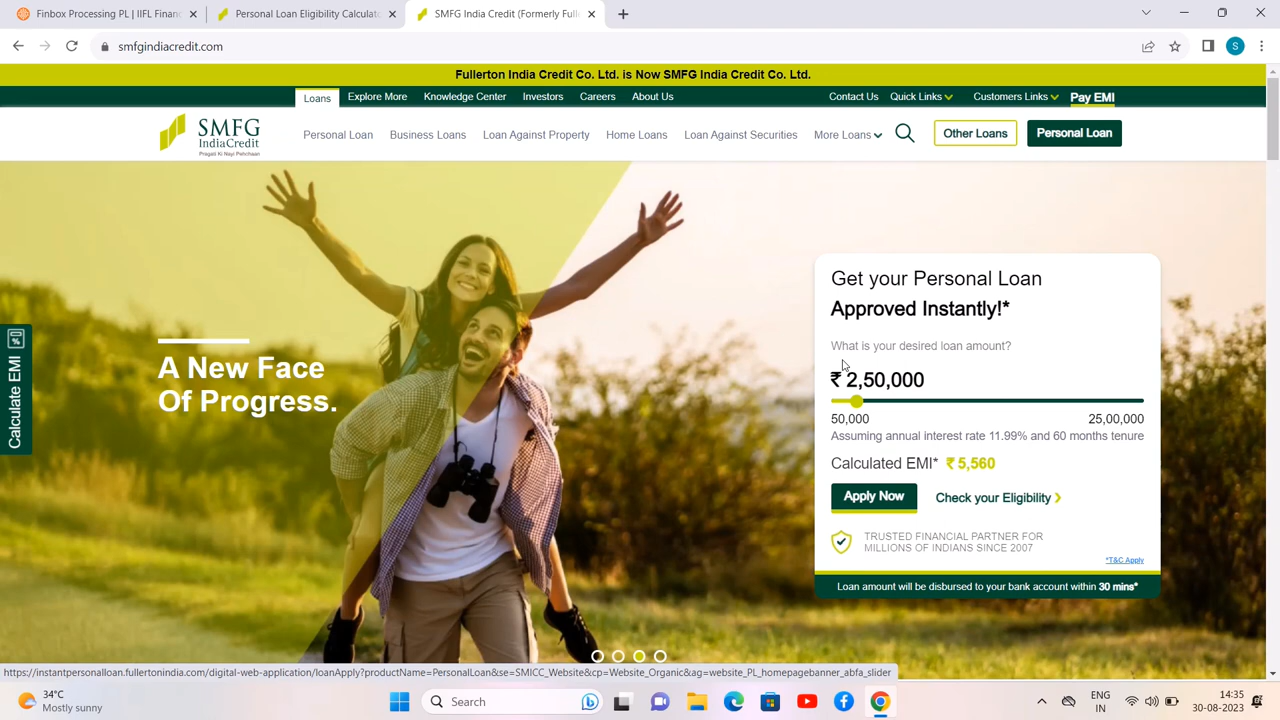 Finbox Processing PL | IIFL Financ
Personal Loan Eligibility Calculato
SMFG India Credit (Formerly Fulle
smfgindiacredit.com
S
Fullerton India Credit Co. Ltd. is Now SMFG India Credit Co. Ltd.
Loans
Explore More
Knowledge Center
Investors
Careers
About Us
Contact Us
Quick Links
Customers Links
Pay EMI
SMFG
IndiaCredit
Pragati Ki Nayi Pehchaan
Personal Loan
Business Loans
Loan Against Property
Home Loans
Loan Against Securities
More Loans
Other Loans
Personal Loan
Calculate EMI
A New Face
Of Progress.
Get your Personal Loan
Approved Instantly!*
What is your desired loan amount?
₹ 2,50,000
50,000 25,00,000
Assuming annual interest rate 11.99% and 60 months tenure
Calculated EMI* ₹ 5,560
Apply Now Check your Eligibility
TRUSTED FINANCIAL PARTNER FOR
MILLIONS OF INDIANS SINCE 2007
*T&C Apply
Loan amount will be disbursed to your bank account within 30 mins*
https://instantpersonalloan.fullertonindia.com/digital-web-application/loanApply?productName=PersonalLoan&se=SMICC_Website&cp=Website_Organic&ag=website_PL_homepagebanner_abfa_slider
34°C
Mostly sunny
Search
ENG
IN
14:35
30-08-2023